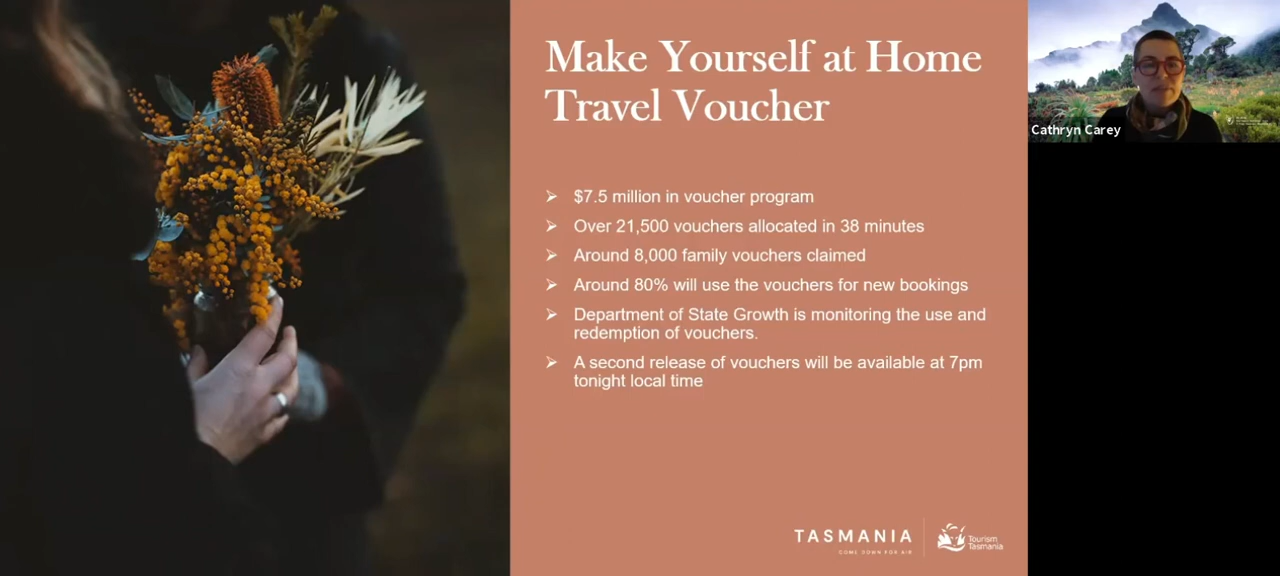 Make Yourself at Home
Travel Voucher
➢ $7.5 million in voucher program
➢ Over 21,500 vouchers allocated in 38 minutes
➢ Around 8,000 family vouchers claimed
➢ Around 80% will use the vouchers for new bookings
➢ Department of State Growth is monitoring the use and
redemption of vouchers.
➢ A second release of vouchers will be available at 7pm
tonight local time
TASMANIA
COME DOWN FOR AIR
Tourism
Tasmania
Cathryn Carey